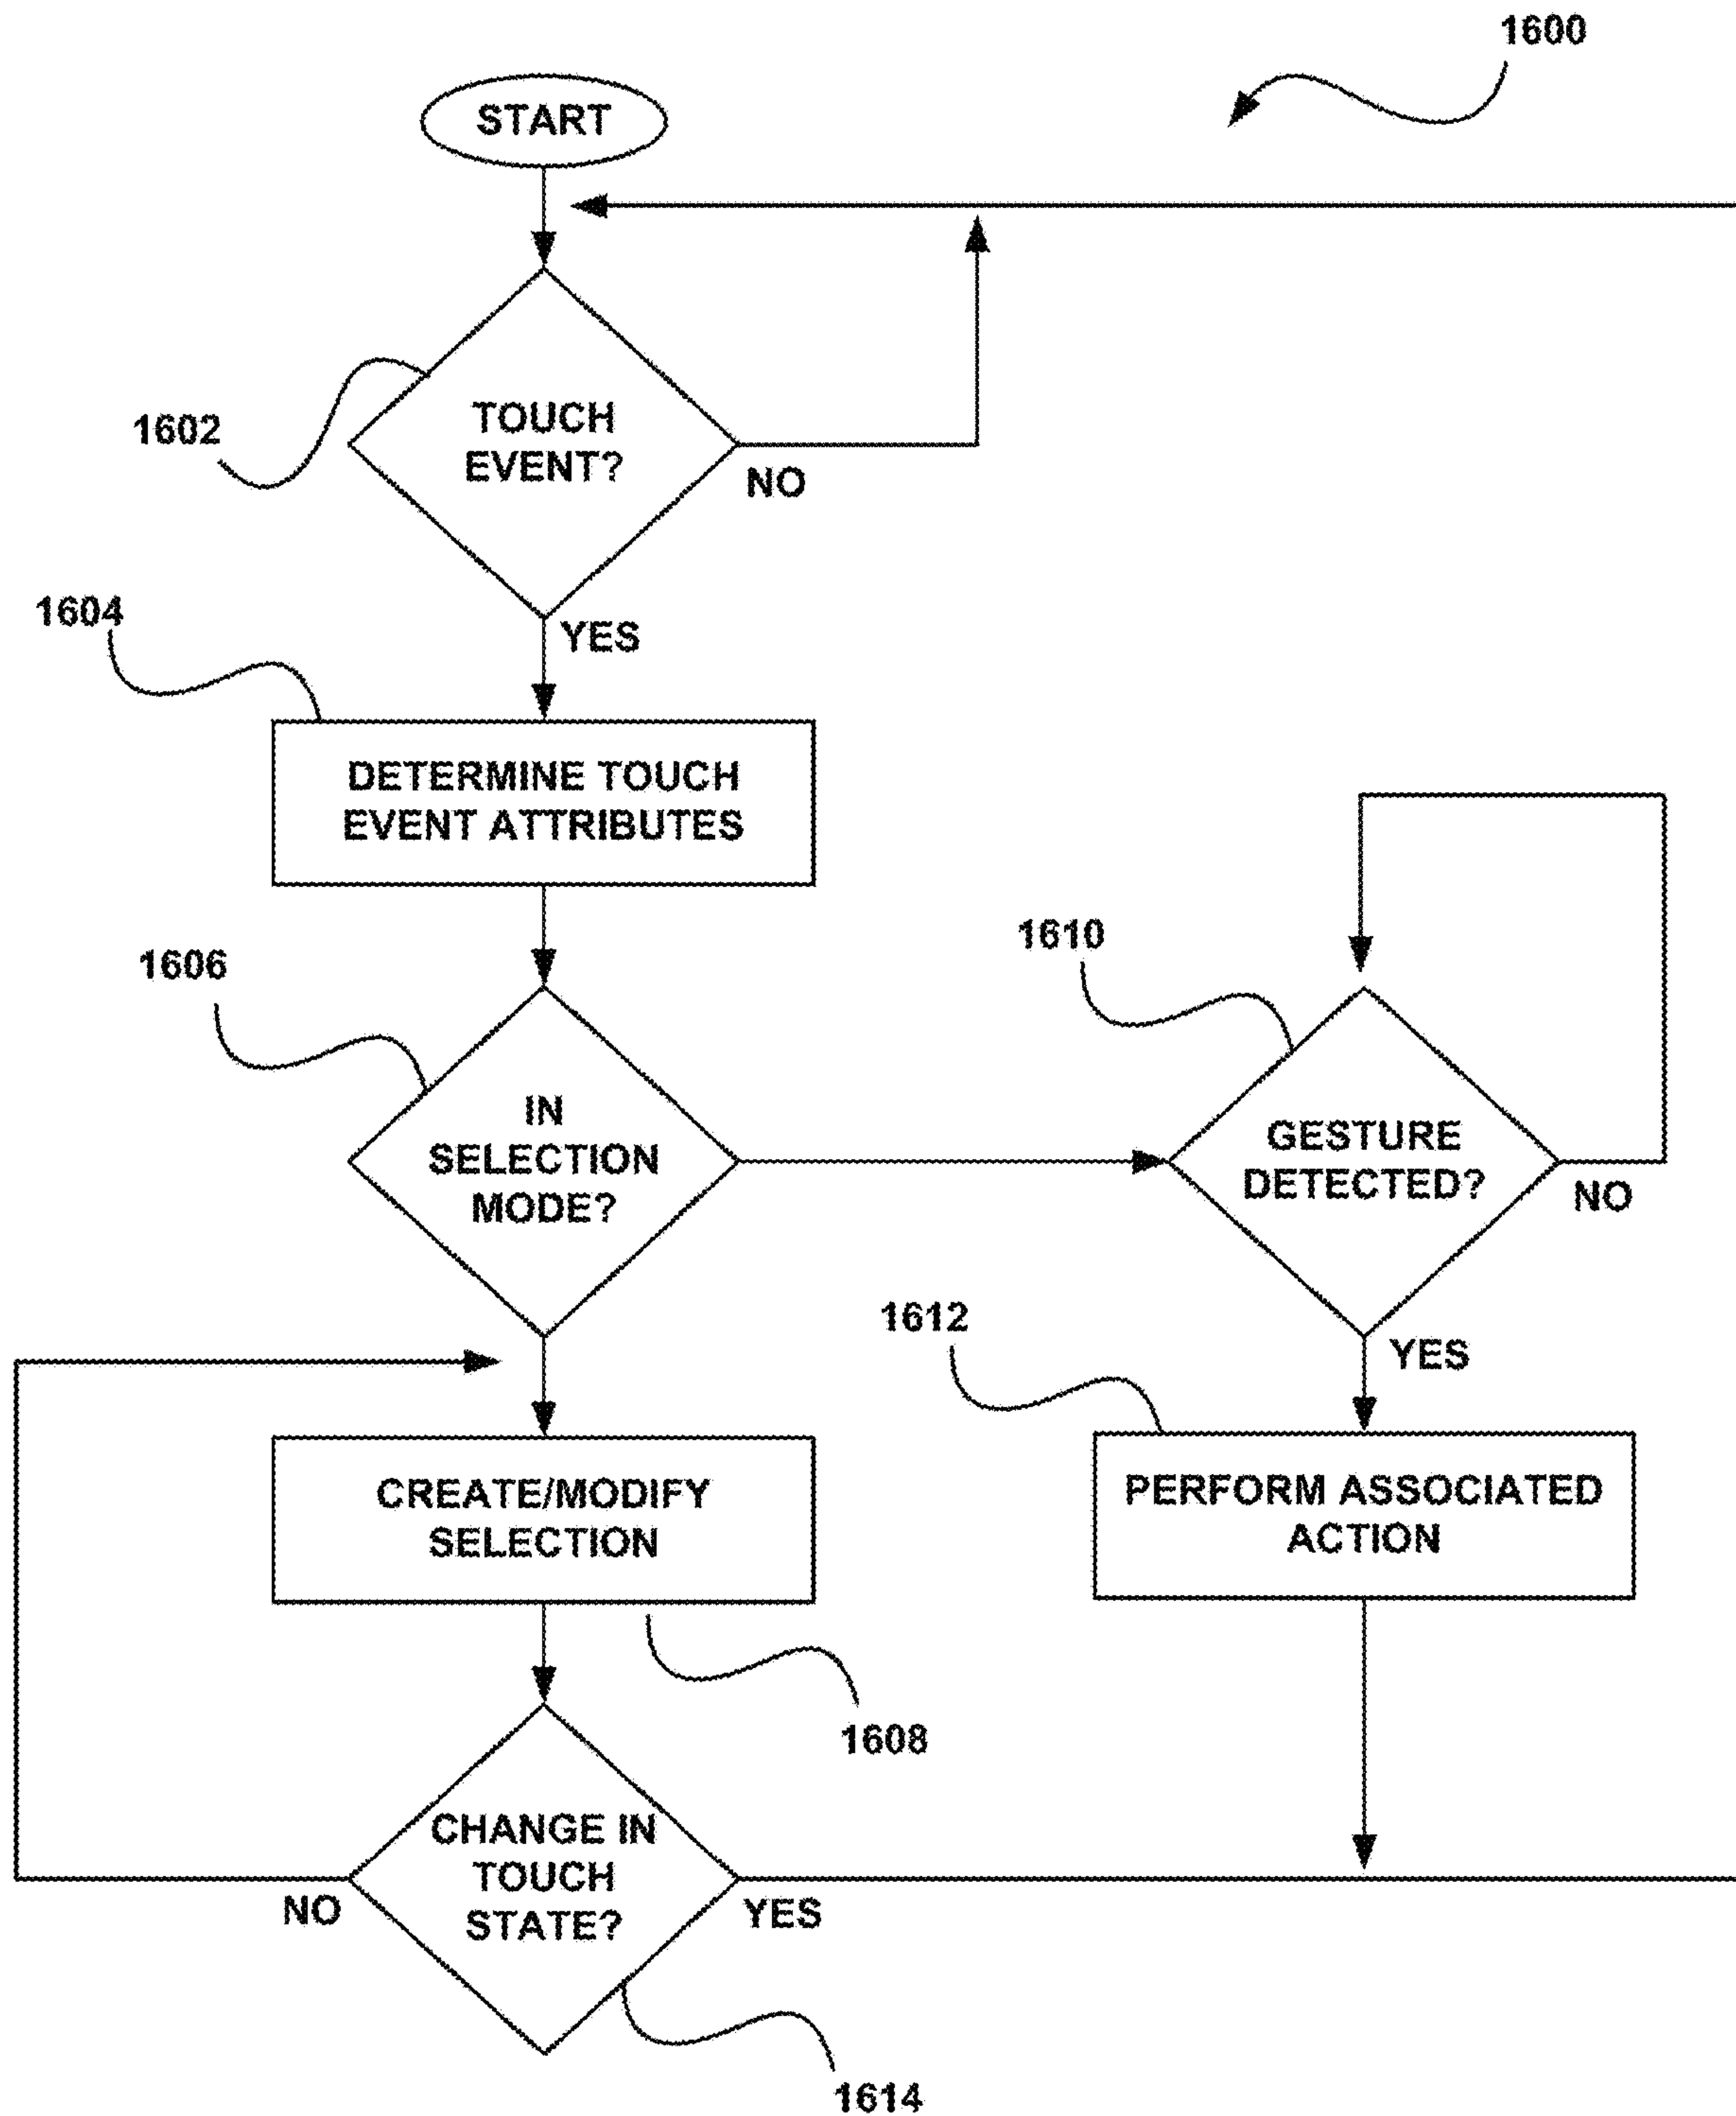 1600
START
1602
TOUCH
EVENT?
NO
YES
1604
DETERMINE TOUCH
EVENT ATTRIBUTES
1606
IN
SELECTION
MODE?
1610
GESTURE
DETECTED?
NO
YES
1612
PERFORM ASSOCIATED
ACTION
CREATE/MODIFY
SELECTION
1608
CHANGE IN
TOUCH
STATE?
NO
YES
1614